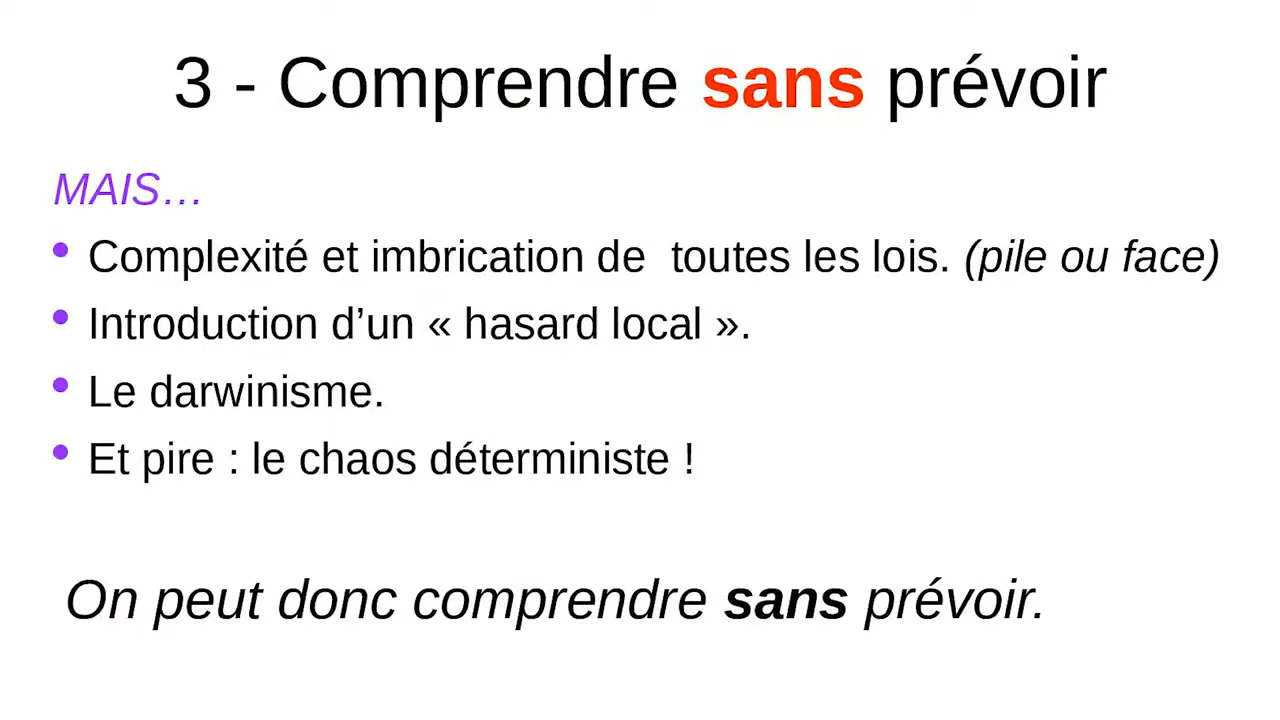 3 - Comprendre sans prévoir
MAIS…
• Complexité et imbrication de  toutes les lois. (pile ou face)
• Introduction d’un « hasard local ».
• Le darwinisme.
• Et pire : le chaos déterministe !
On peut donc comprendre sans prévoir.